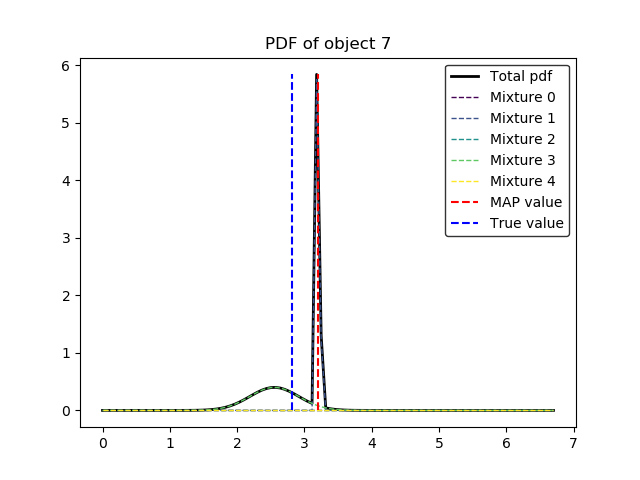 PDF of object 7
6
5
4
3
2
1
0
0 1 2 3 4 5 6 7
Total pdf
Mixture 0
Mixture 1
Mixture 2
Mixture 3
Mixture 4
MAP value
True value